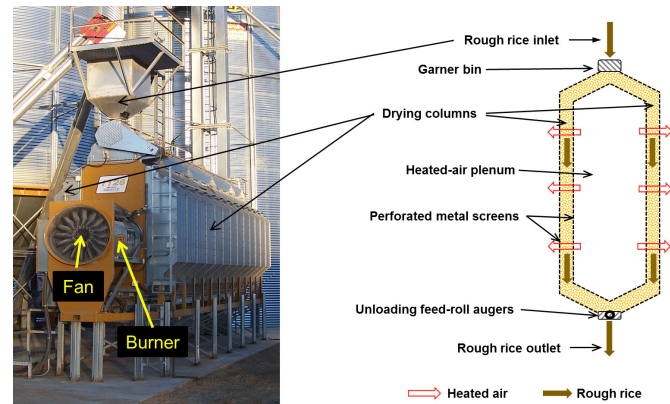 Rough rice inlet
Garner bin
Drying columns
Heated-air plenum
Perforated metal screens
Fan
Burner
Unloading feed-roll augers
Rough rice outlet
Heated air
Rough rice